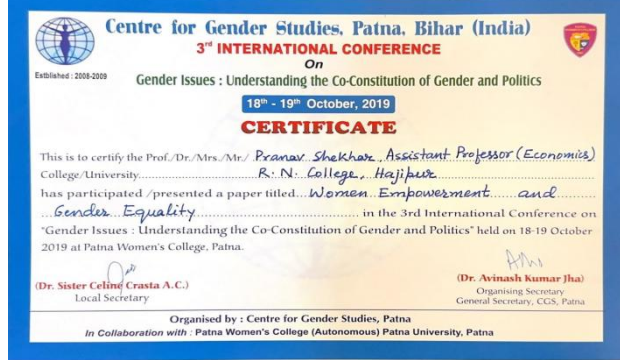 Centre for Gender Studies, Patna, Bihar (India)
3rd INTERNATIONAL CONFERENCE
On
Estblished : 2008-2009
Gender Issues : Understanding the Co-Constitution of Gender and Politics
18th - 19th October, 2019
CERTIFICATE
This is to certify the Prof./Dr./Mrs./Mr./ Pranav Shekhar, Assistant Professor (Economics)
College/University R. N. College, Hajipur
has participated /presented a paper titled Women Empowerment and
Gender Equality in the 3rd International Conference on
"Gender Issues : Understanding the Co-Constitution of Gender and Politics" held on 18-19 October
2019 at Patna Women's College, Patna.
(Dr. Sister Celine Crasta A.C.)
Local Secretary
(Dr. Avinash Kumar Jha)
Organising Secretary
General Secretary, CGS, Patna
Organised by : Centre for Gender Studies, Patna
In Collaboration with : Patna Women's College (Autonomous) Patna University, Patna